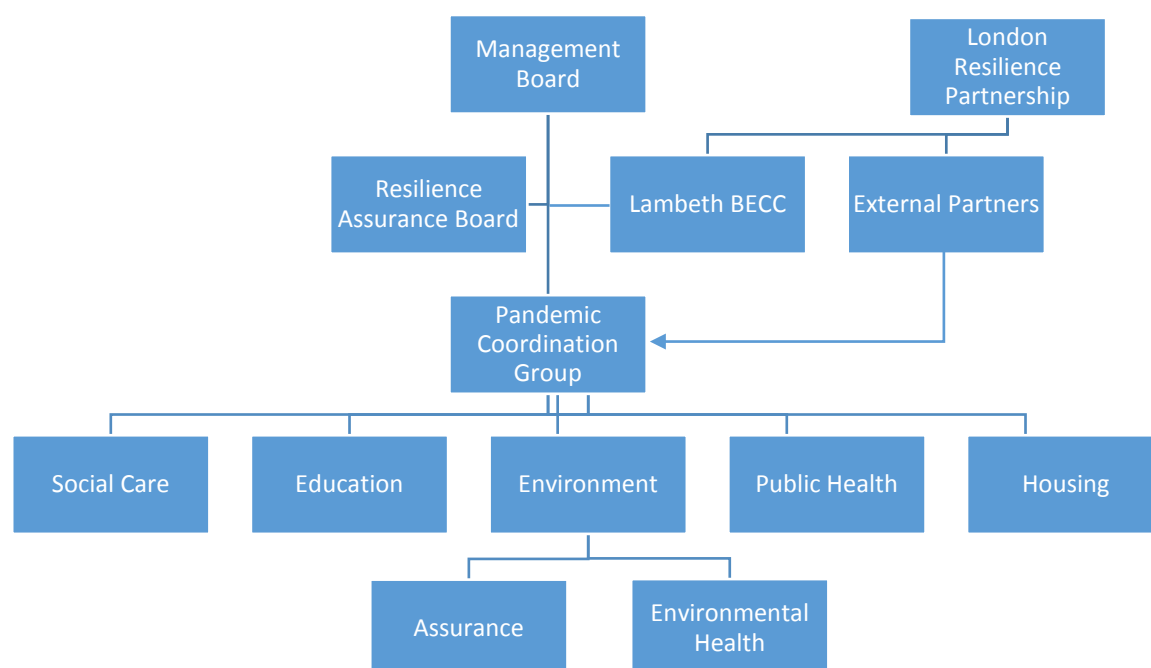 Management
Board
London
Resilience
Partnership
Resilience
Assurance Board
Lambeth BECC
External Partners
Pandemic
Coordination
Group
Social Care
Education
Environment
Public Health
Housing
Assurance
Environmental
Health